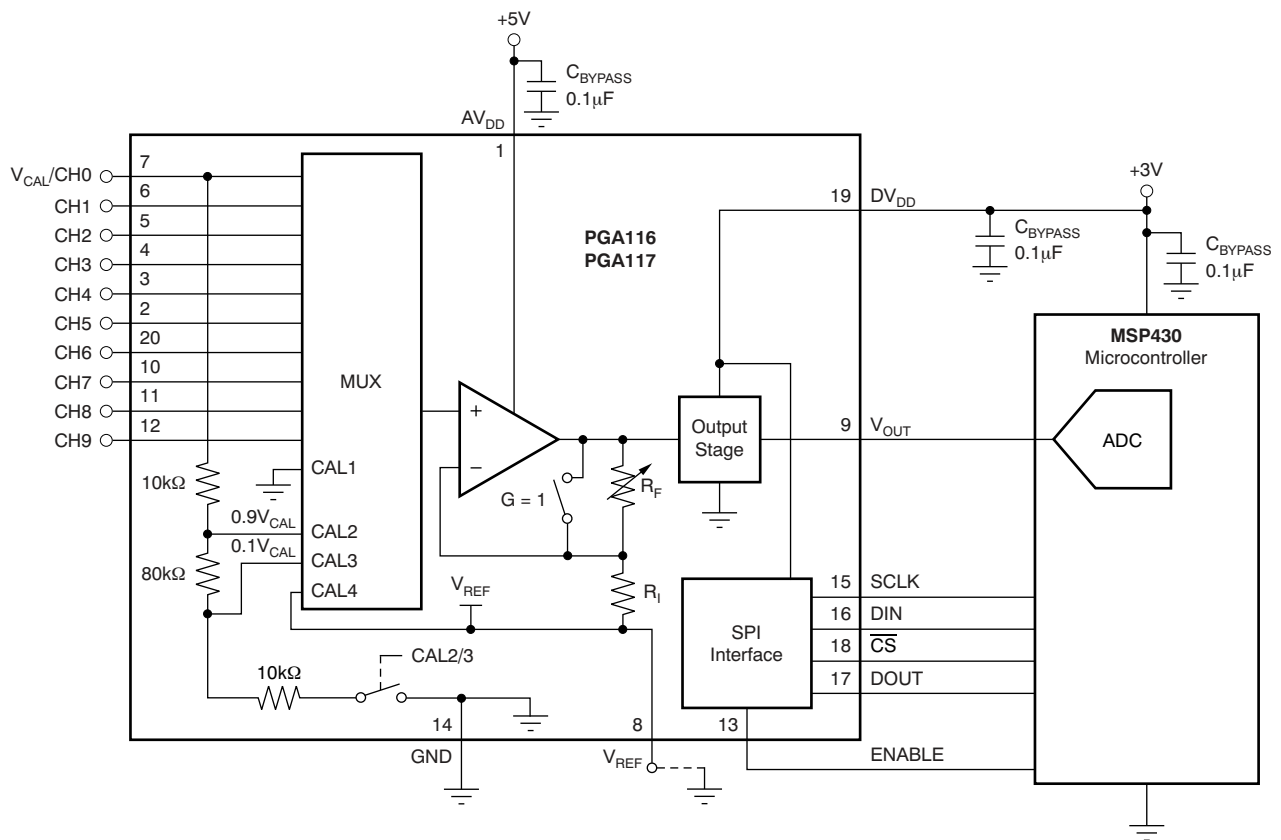 +5V
C_BYPASS
0.1µF
AV_DD
1
+3V
V_CAL/CH0
7
CH1
6
CH2
5
CH3
4
CH4
3
CH5
2
CH6
20
CH7
10
CH8
11
CH9
12
MUX
CAL1
CAL2
CAL3
CAL4
10kΩ
0.9V_CAL
0.1V_CAL
80kΩ
10kΩ
CAL2/3
PGA116
PGA117
+
−
G = 1
R_F
R_I
V_REF
Output
Stage
19
DV_DD
C_BYPASS
0.1µF
C_BYPASS
0.1µF
MSP430
Microcontroller
ADC
9
V_OUT
SPI
Interface
15
SCLK
16
DIN
18
C̅S̅
17
DOUT
13
ENABLE
14
GND
8
V_REF